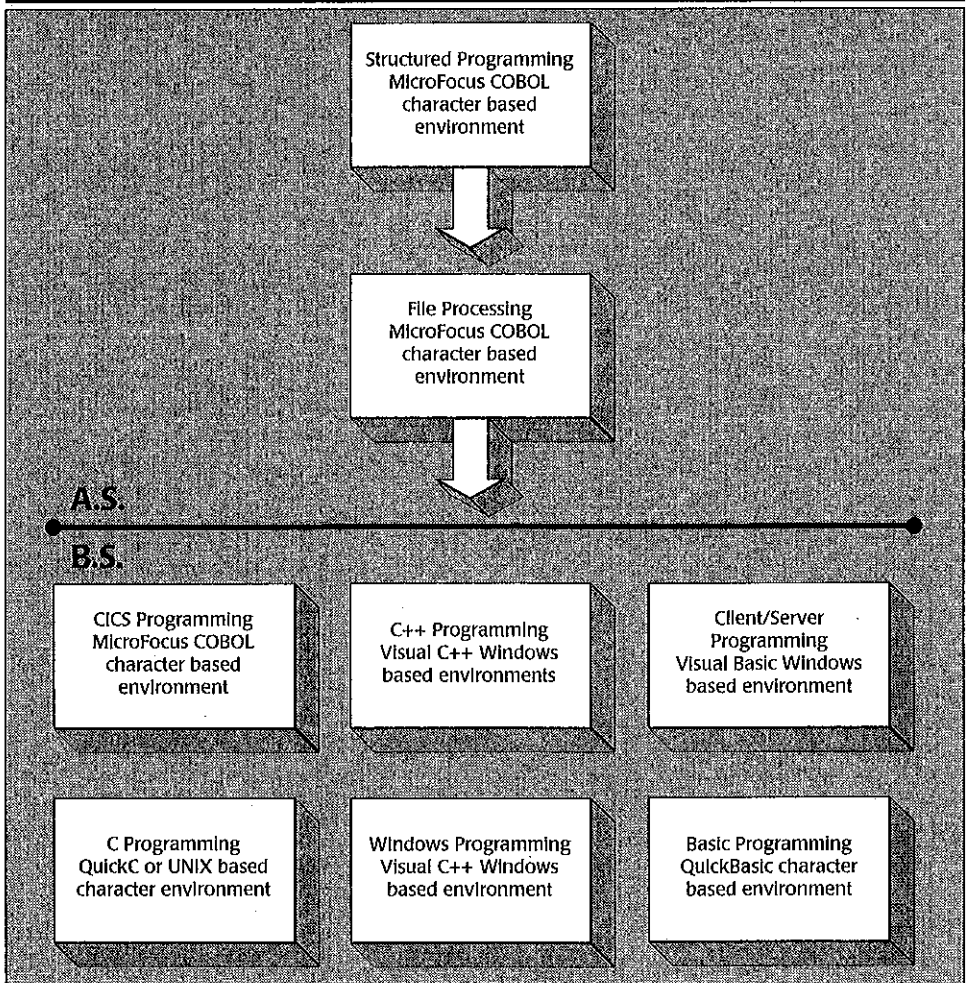 Structured Programming
MicroFocus COBOL
character based
environment
File Processing
MicroFocus COBOL
character based
environment
A.S.
B.S.
CICS Programming
MicroFocus COBOL
character based
environment
C++ Programming
Visual C++ Windows
based environments
Client/Server
Programming
Visual Basic Windows
based environment
C Programming
QuickC or UNIX based
character environment
Windows Programming
Visual C++ Windows
based environment
Basic Programming
QuickBasic character
based environment